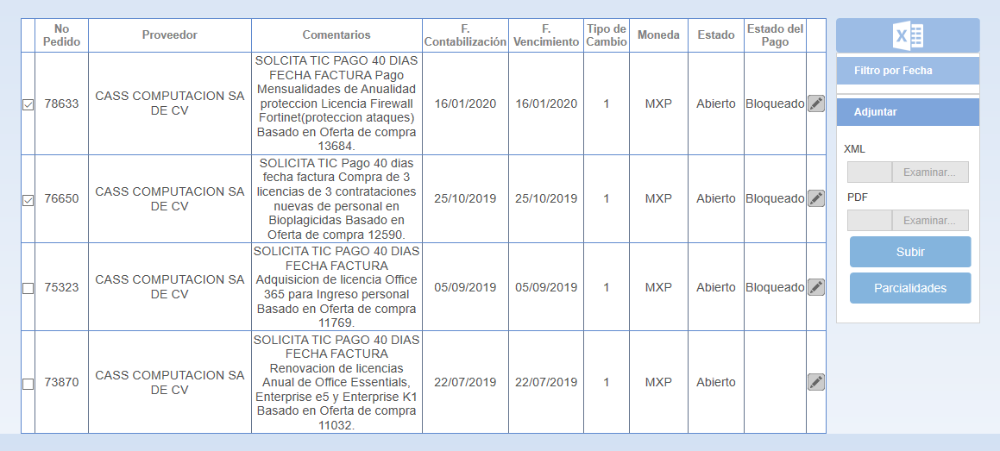 No Pedido
Proveedor
Comentarios
F. Contabilización
F. Vencimiento
Tipo de Cambio
Moneda
Estado
Estado del Pago
78633
CASS COMPUTACION SA
DE CV
SOLCITA TIC PAGO 40 DIAS
FECHA FACTURA Pago
Mensualidades de Anualidad
proteccion Licencia Firewall
Fortinet(proteccion ataques)
Basado en Oferta de compra
13684.
16/01/2020
16/01/2020
1
MXP
Abierto
Bloqueado
76650
CASS COMPUTACION SA
DE CV
SOLICITA TIC Pago 40 dias
fecha factura Compra de 3
licencias de 3 contrataciones
nuevas de personal en
Bioplagicidas Basado en
Oferta de compra 12590.
25/10/2019
25/10/2019
1
MXP
Abierto
Bloqueado
75323
CASS COMPUTACION SA
DE CV
SOLICITA TIC PAGO 40 DIAS
FECHA FACTURA
Adquisicion de licencia Office
365 para Ingreso personal
Basado en Oferta de compra
11769.
05/09/2019
05/09/2019
1
MXP
Abierto
Bloqueado
73870
CASS COMPUTACION SA
DE CV
SOLICITA TIC PAGO 40 DIAS
FECHA FACTURA
Renovacion de licencias
Anual de Office Essentials,
Enterprise e5 y Enterprise K1
Basado en Oferta de compra
11032.
22/07/2019
22/07/2019
1
MXP
Abierto
X
Filtro por Fecha
Adjuntar
XML
Examinar...
PDF
Examinar...
Subir
Parcialidades